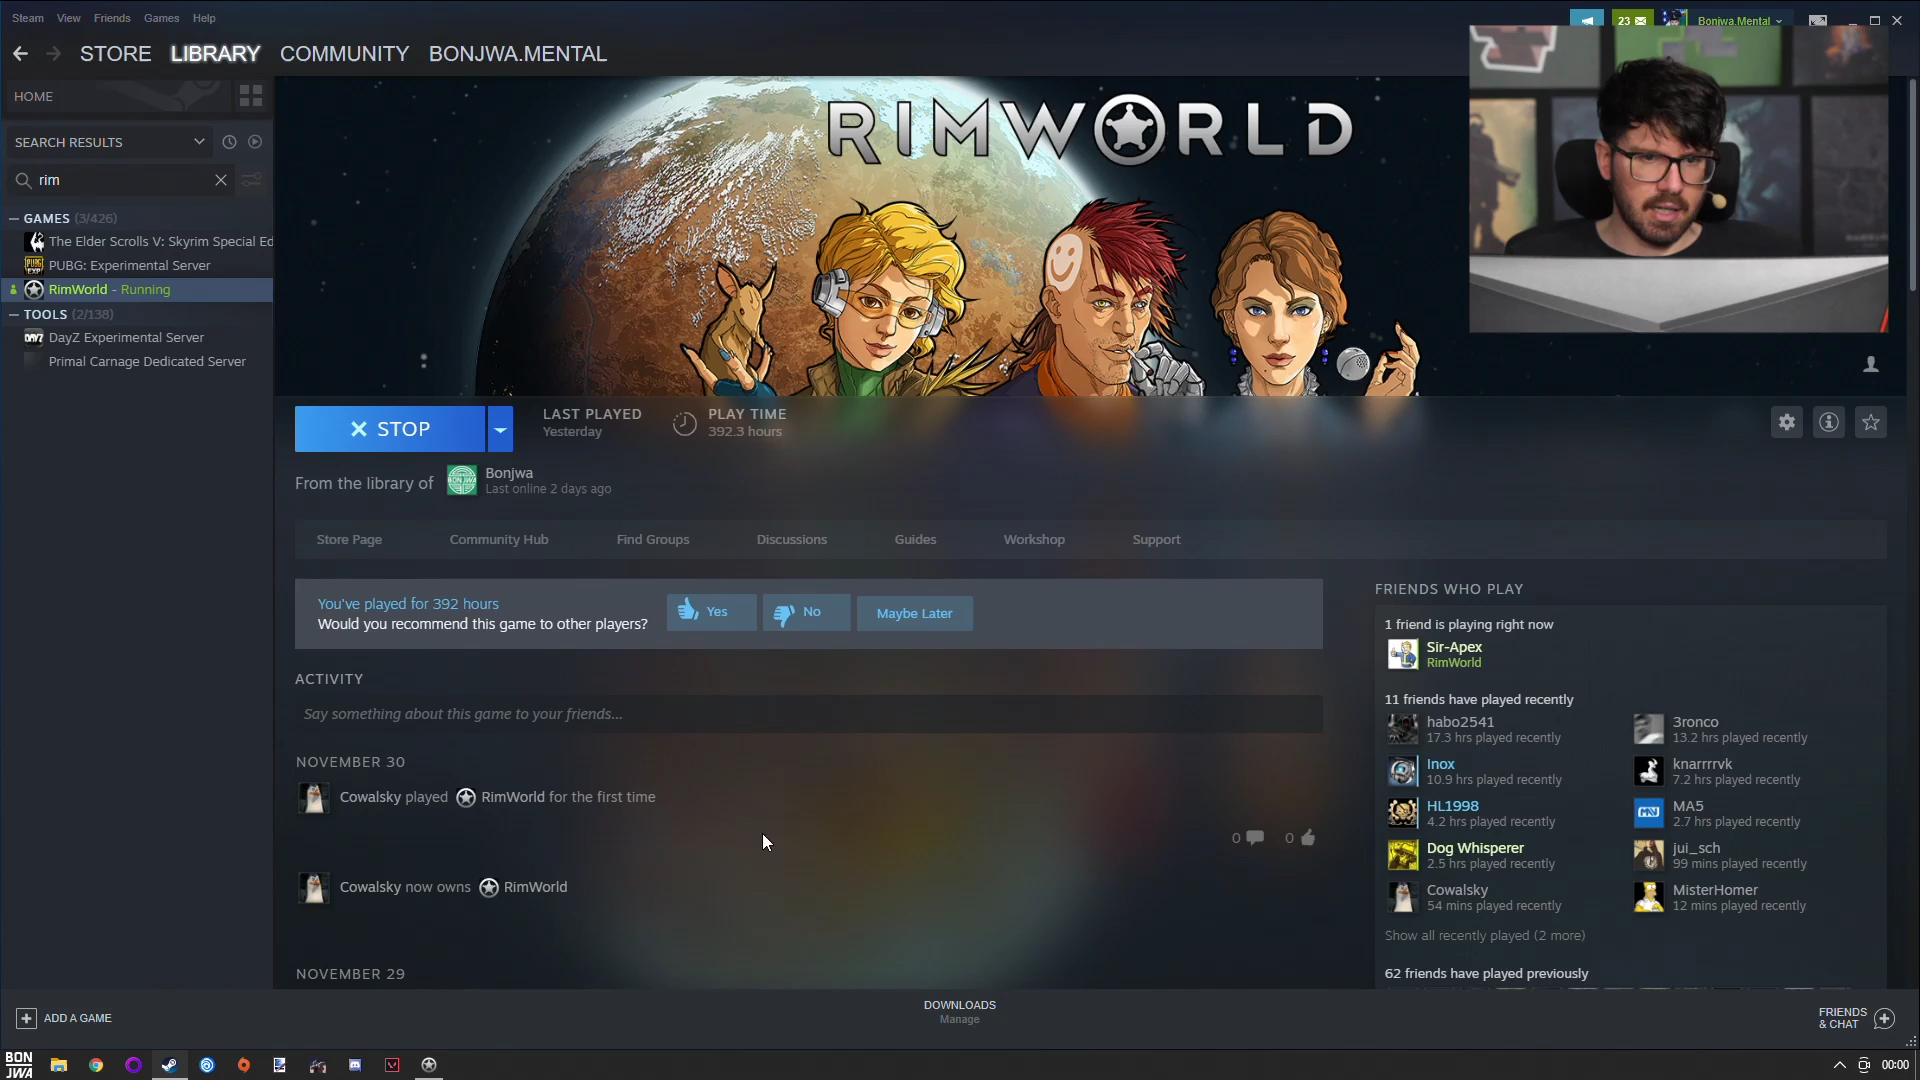 Steam View Friends Games Help
23 Bonjwa.Mental
STORE LIBRARY COMMUNITY BONJWA.MENTAL
HOME
SEARCH RESULTS
rim
GAMES (3/426)
The Elder Scrolls V: Skyrim Special Ed
PUBG: Experimental Server
RimWorld - Running
TOOLS (2/138)
DayZ Experimental Server
Primal Carnage Dedicated Server
RIMWORLD
STOP
LAST PLAYED
Yesterday
PLAY TIME
392.3 hours
From the library of
Bonjwa
Last online 2 days ago
Store Page Community Hub Find Groups Discussions Guides Workshop Support
You've played for 392 hours
Would you recommend this game to other players?
Yes No Maybe Later
ACTIVITY
Say something about this game to your friends...
NOVEMBER 30
Cowalsky played RimWorld for the first time
0 0
Cowalsky now owns RimWorld
NOVEMBER 29
FRIENDS WHO PLAY
1 friend is playing right now
Sir-Apex
RimWorld
11 friends have played recently
habo2541
17.3 hrs played recently
3ronco
13.2 hrs played recently
Inox
10.9 hrs played recently
knarrrrvk
7.2 hrs played recently
HL1998
4.2 hrs played recently
MA5
2.7 hrs played recently
Dog Whisperer
2.5 hrs played recently
jui_sch
99 mins played recently
Cowalsky
54 mins played recently
MisterHomer
12 mins played recently
Show all recently played (2 more)
62 friends have played previously
ADD A GAME
DOWNLOADS
Manage
FRIENDS
& CHAT
BON
JWA
00:00